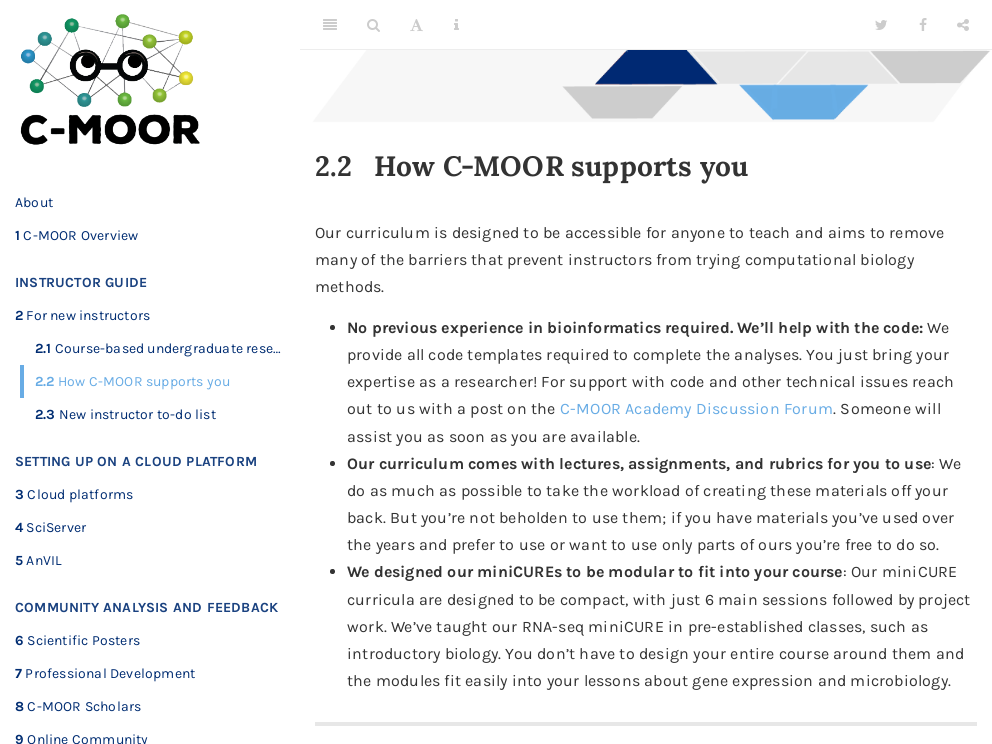 C-MOOR
About
1 C-MOOR Overview
INSTRUCTOR GUIDE
2 For new instructors
2.1 Course-based undergraduate rese...
2.2 How C-MOOR supports you
2.3 New instructor to-do list
SETTING UP ON A CLOUD PLATFORM
3 Cloud platforms
4 SciServer
5 AnVIL
COMMUNITY ANALYSIS AND FEEDBACK
6 Scientific Posters
7 Professional Development
8 C-MOOR Scholars
9 Online Community
2.2 How C-MOOR supports you
Our curriculum is designed to be accessible for anyone to teach and aims to remove
many of the barriers that prevent instructors from trying computational biology
methods.
• No previous experience in bioinformatics required. We’ll help with the code: We
provide all code templates required to complete the analyses. You just bring your
expertise as a researcher! For support with code and other technical issues reach
out to us with a post on the C-MOOR Academy Discussion Forum. Someone will
assist you as soon as you are available.
• Our curriculum comes with lectures, assignments, and rubrics for you to use: We
do as much as possible to take the workload of creating these materials off your
back. But you’re not beholden to use them; if you have materials you’ve used over
the years and prefer to use or want to use only parts of ours you’re free to do so.
• We designed our miniCUREs to be modular to fit into your course: Our miniCURE
curricula are designed to be compact, with just 6 main sessions followed by project
work. We’ve taught our RNA-seq miniCURE in pre-established classes, such as
introductory biology. You don’t have to design your entire course around them and
the modules fit easily into your lessons about gene expression and microbiology.